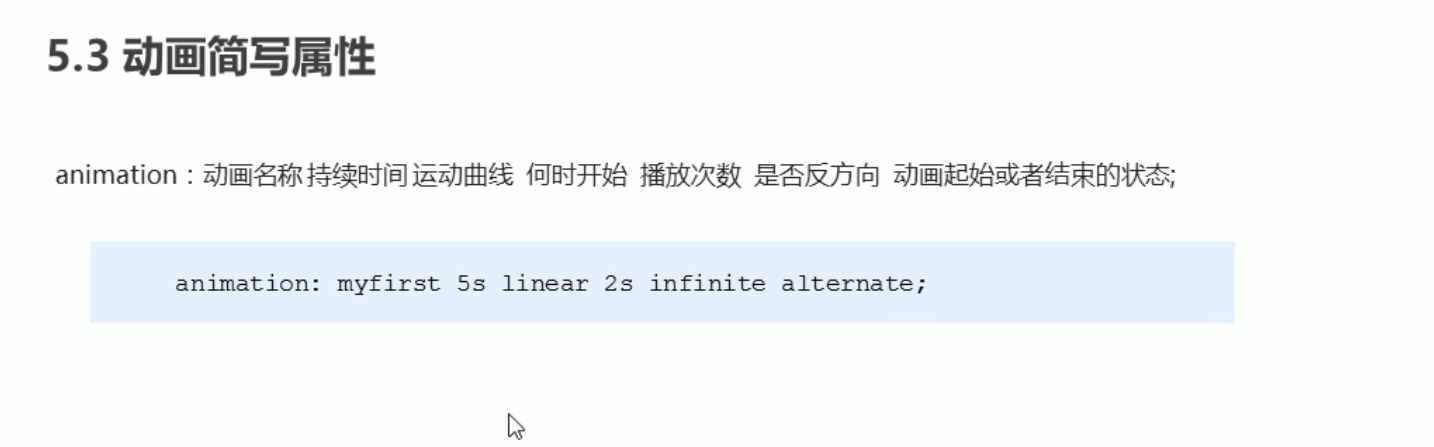 5.3 动画简写属性
animation：动画名称 持续时间 运动曲线 何时开始 播放次数 是否反方向 动画起始或者结束的状态;
animation: myfirst 5s linear 2s infinite alternate;